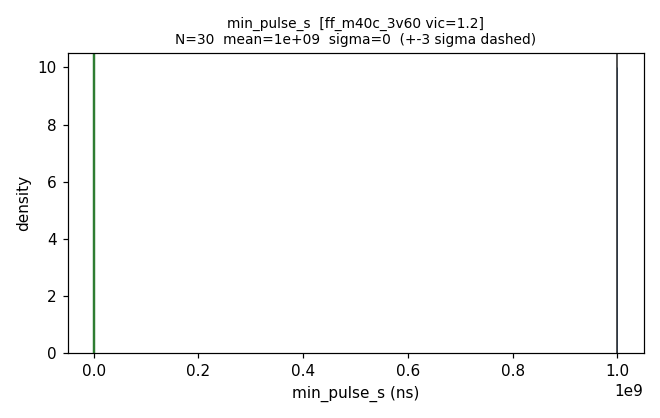 min_pulse_s  [ff_m40c_3v60 vic=1.2]
N=30  mean=1e+09  sigma=0  (+-3 sigma dashed)
density
10
8
6
4
2
0
0.0 0.2 0.4 0.6 0.8 1.0
1e9
min_pulse_s (ns)